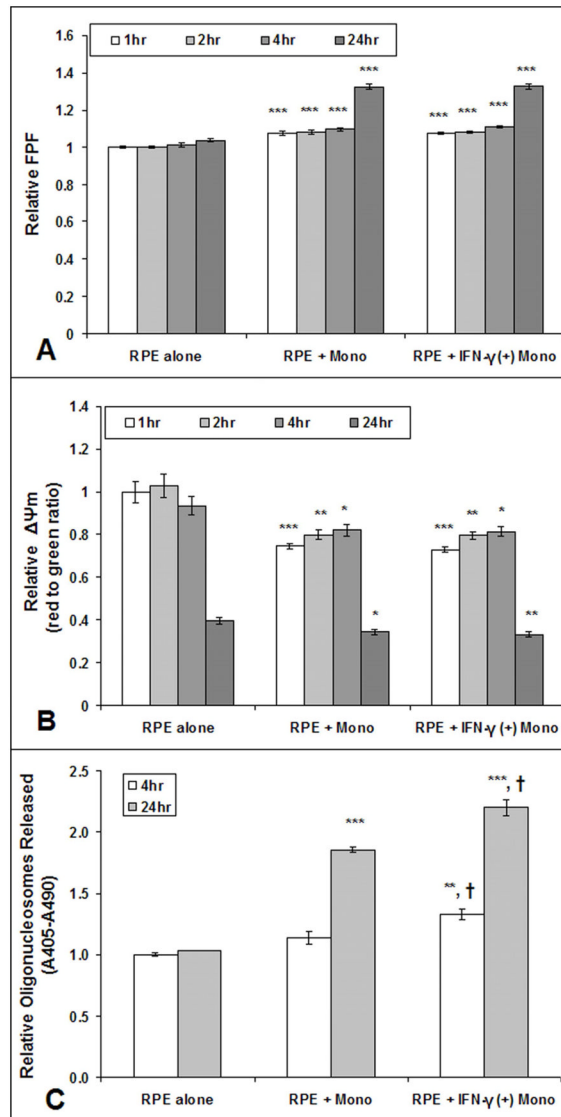 1hr 2hr 4hr 24hr
1.6
1.4
1.2
1
0.8
0.6
0.4
0.2
0
Relative FPF
*** *** *** ***
*** *** *** ***
A
RPE alone RPE + Mono RPE + IFN-γ (+) Mono
1hr 2hr 4hr 24hr
1.4
1.2
1
0.8
0.6
0.4
0.2
0
Relative ΔΨm
(red to green ratio)
*** ** * *
*** ** * **
B
RPE alone RPE + Mono RPE + IFN-γ (+) Mono
4hr
24hr
2.5
2.0
1.5
1.0
0.5
0.0
Relative Oligonucleosomes Released
(A405-A490)
***
**, †
***, †
C
RPE alone RPE + Mono RPE + IFN-γ (+) Mono